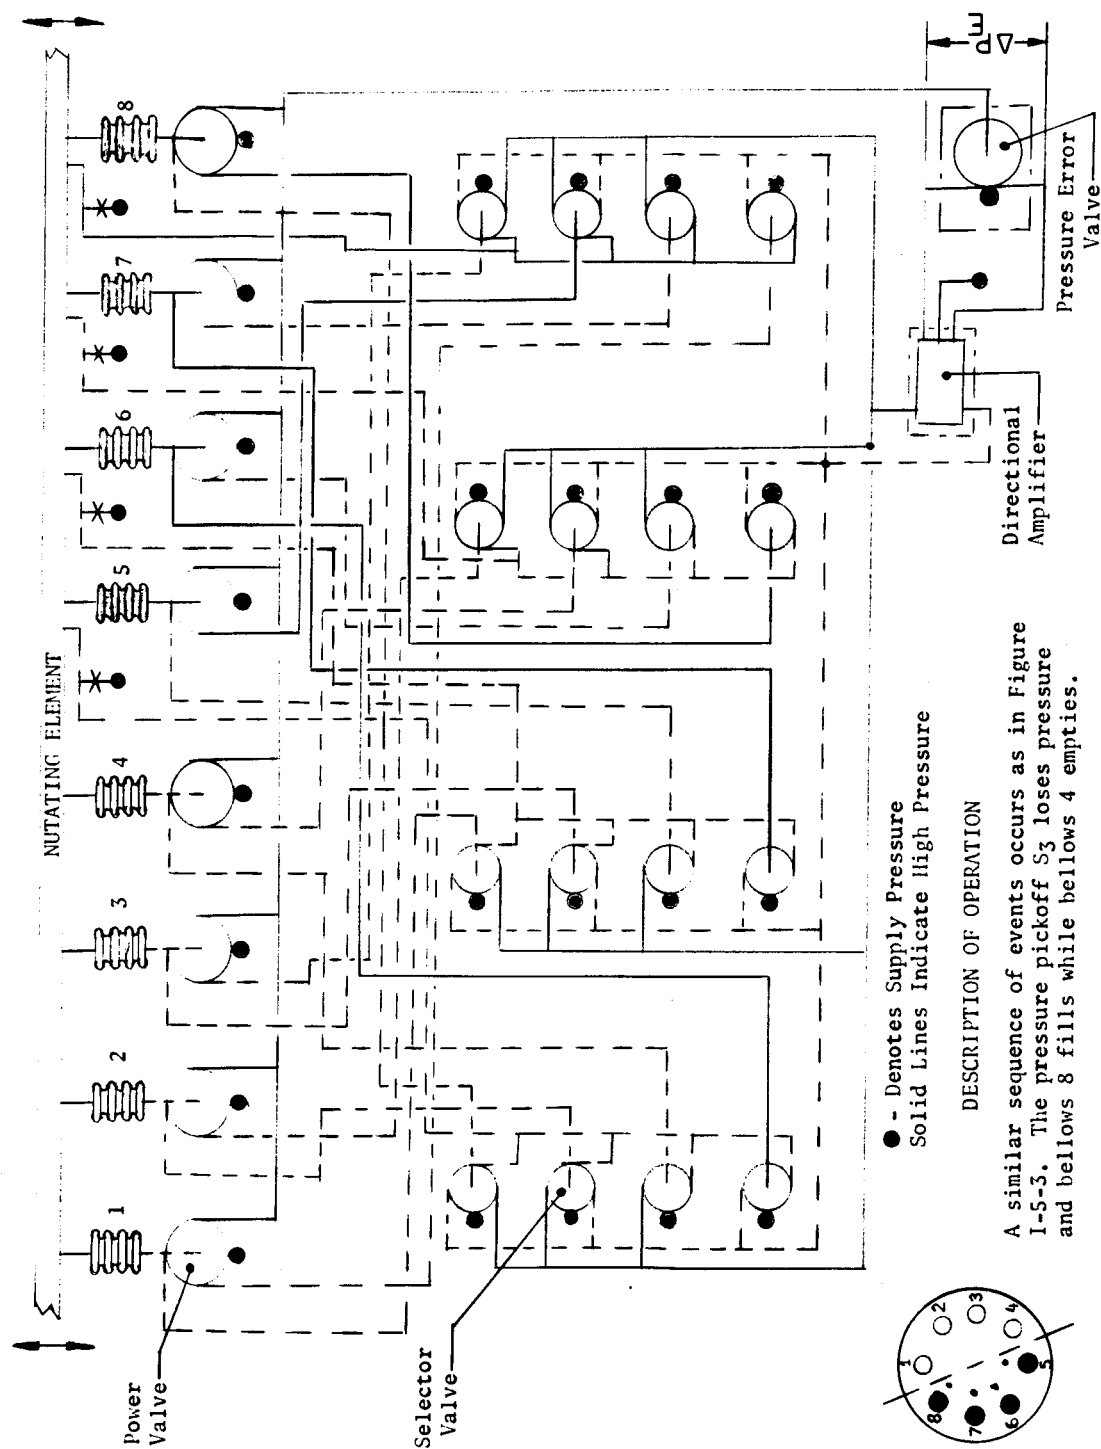 NUTATING ELEMENT
1
2
3
4
5
6
7
8
Power
Valve
Selector
Valve
Directional
Amplifier
Pressure Error
Valve
ΔPE
● - Denotes Supply Pressure
Solid Lines Indicate High Pressure
DESCRIPTION OF OPERATION
A similar sequence of events occurs as in Figure
I-5-3. The pressure pickoff S3 loses pressure
and bellows 8 fills while bellows 4 empties.
1
2
3
4
5
6
7
8